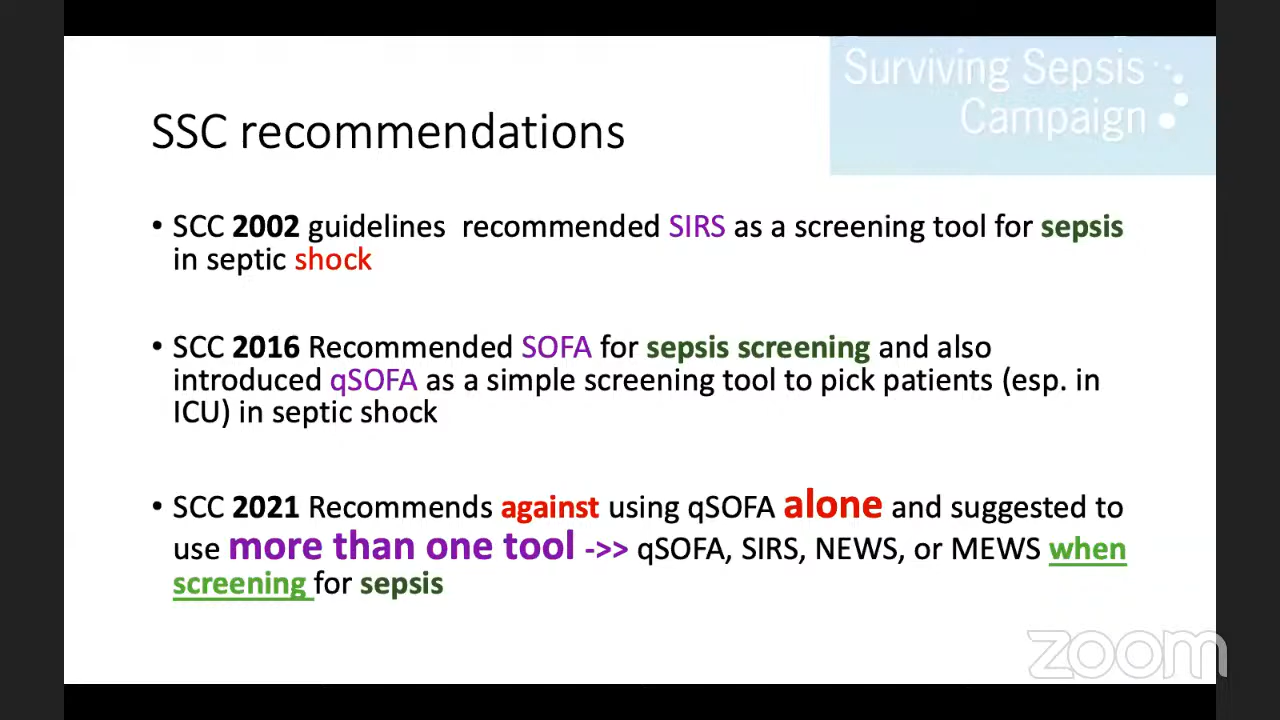 Surviving Sepsis
Campaign
SSC recommendations
• SCC 2002 guidelines  recommended SIRS as a screening tool for sepsis
in septic shock
• SCC 2016 Recommended SOFA for sepsis screening and also
introduced qSOFA as a simple screening tool to pick patients (esp. in
ICU) in septic shock
• SCC 2021 Recommends against using qSOFA alone and suggested to
use more than one tool ->> qSOFA, SIRS, NEWS, or MEWS when
screening for sepsis
zoom